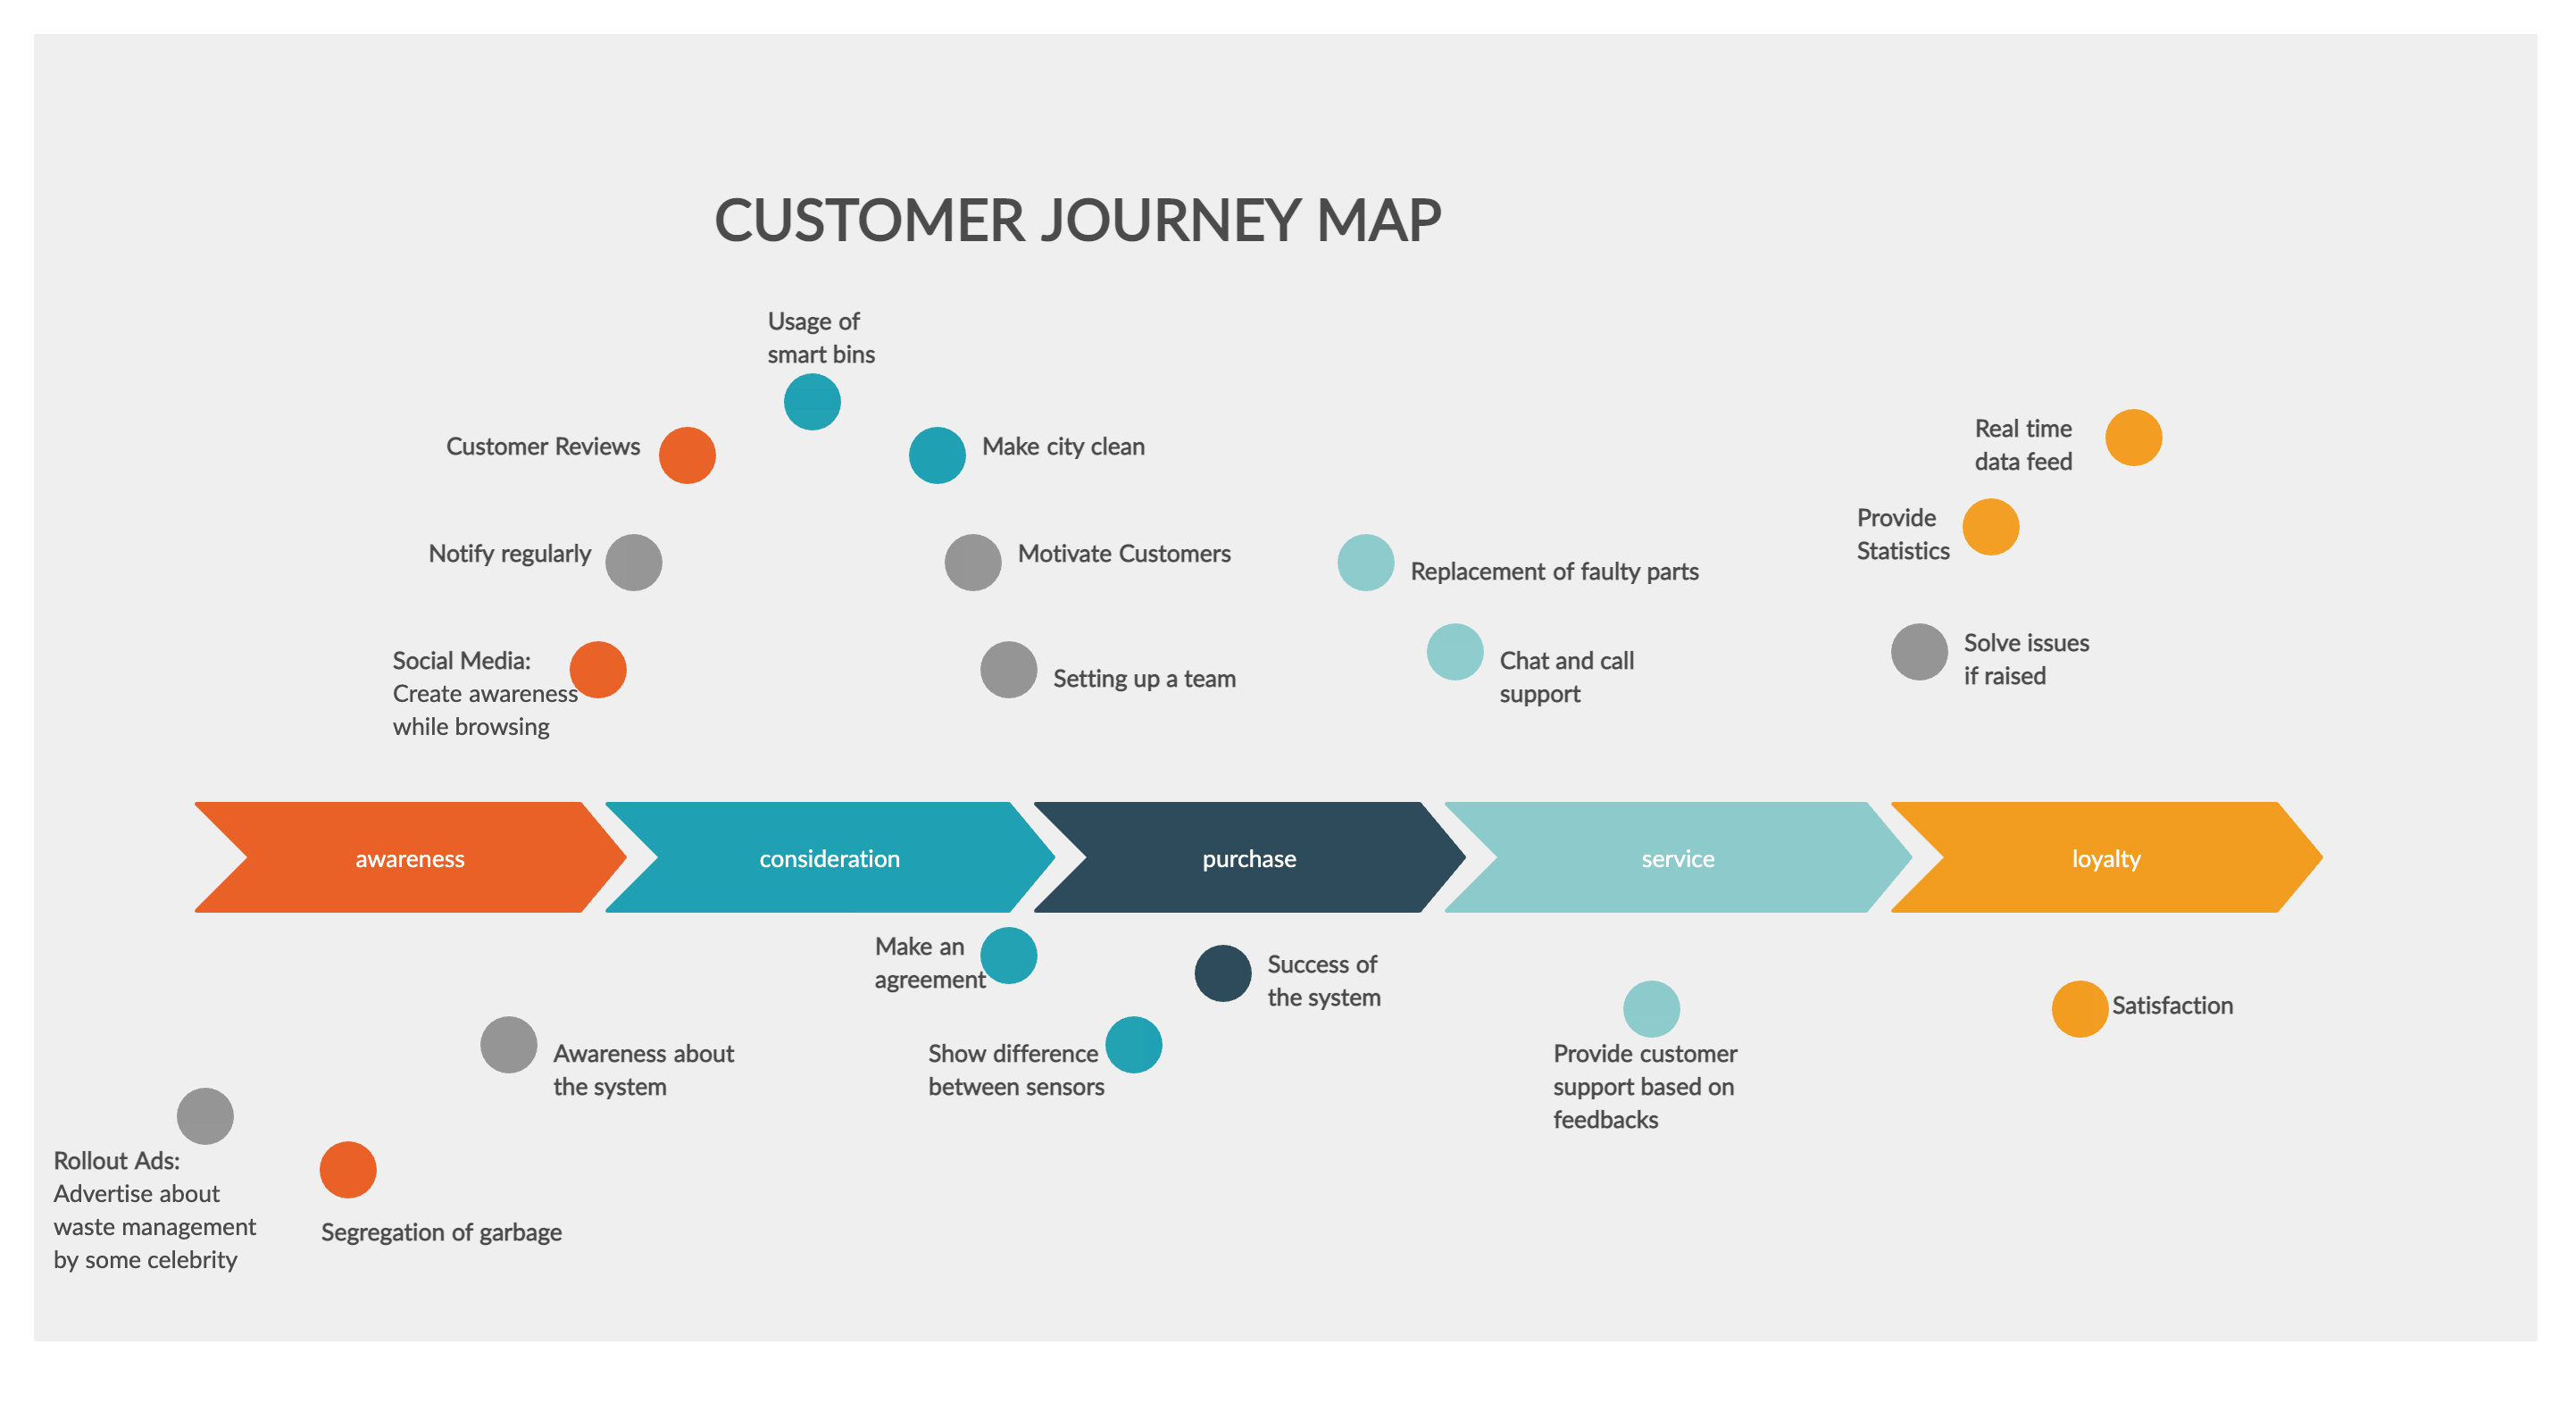 CUSTOMER JOURNEY MAP
Usage of
smart bins
Customer Reviews
Make city clean
Real time
data feed
Provide
Statistics
Notify regularly
Motivate Customers
Replacement of faulty parts
Social Media:
Create awareness
while browsing
Setting up a team
Chat and call
support
Solve issues
if raised
awareness
consideration
purchase
service
loyalty
Make an
agreement
Success of
the system
Satisfaction
Awareness about
the system
Show difference
between sensors
Provide customer
support based on
feedbacks
Rollout Ads:
Advertise about
waste management
by some celebrity
Segregation of garbage